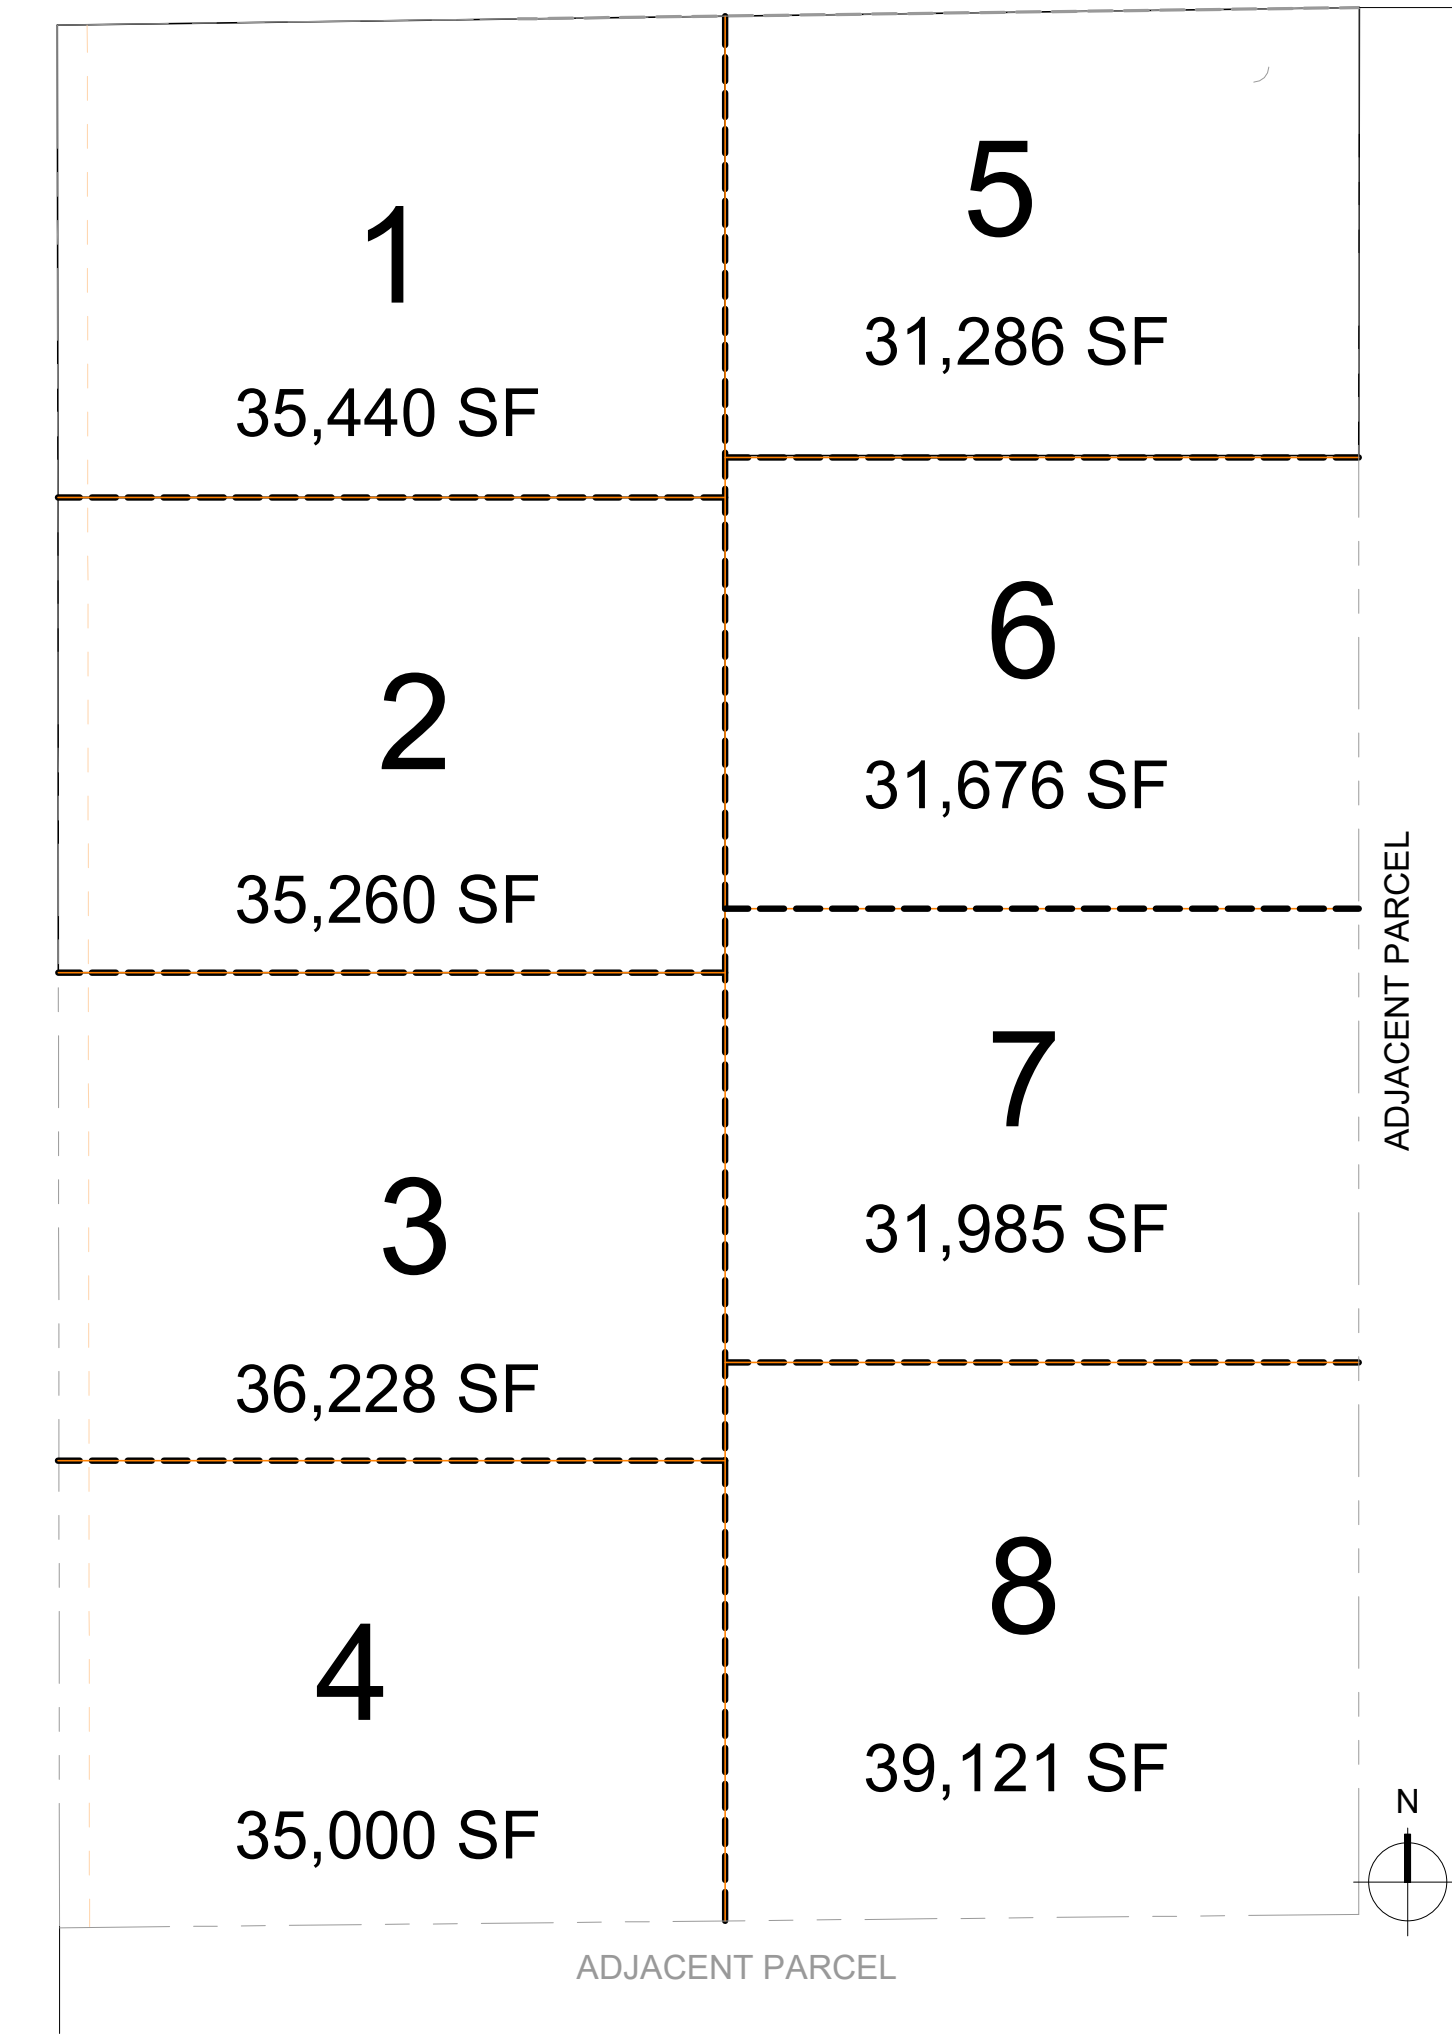 1
35,440 SF
2
35,260 SF
3
36,228 SF
4
35,000 SF
5
31,286 SF
6
31,676 SF
7
31,985 SF
8
39,121 SF
ADJACENT PARCEL
N
ADJACENT PARCEL